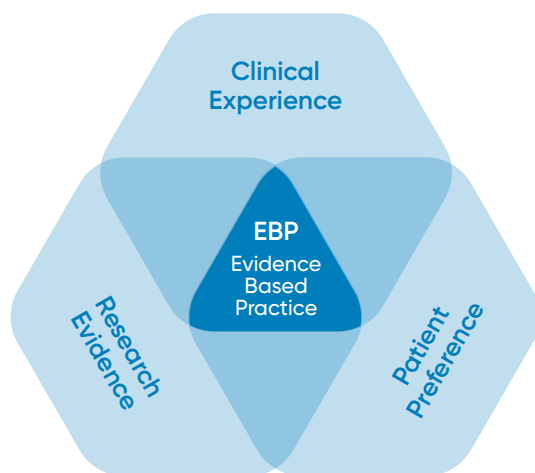 Clinical
Experience
EBP
Evidence
Based
Practice
Research
Evidence
Patient
Preference